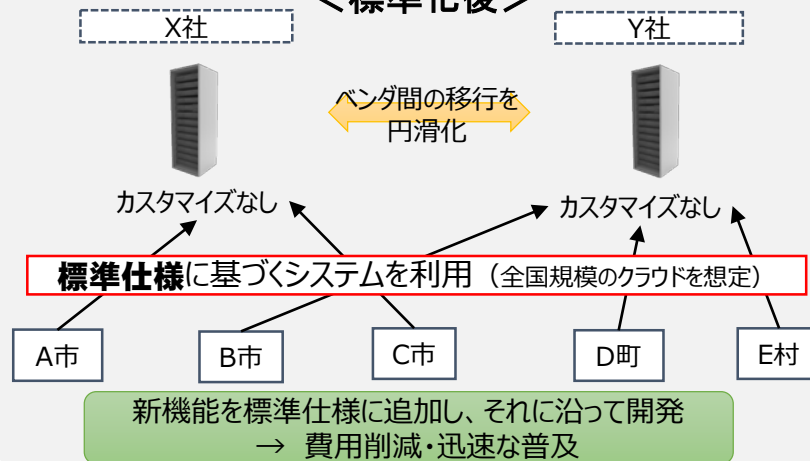 <標準化後>
X社
Y社
ベンダ間の移行を
円滑化
カスタマイズなし
カスタマイズなし
標準仕様に基づくシステムを利用（全国規模のクラウドを想定）
A市
B市
C市
D町
E村
新機能を標準仕様に追加し、それに沿って開発
→ 費用削減・迅速な普及